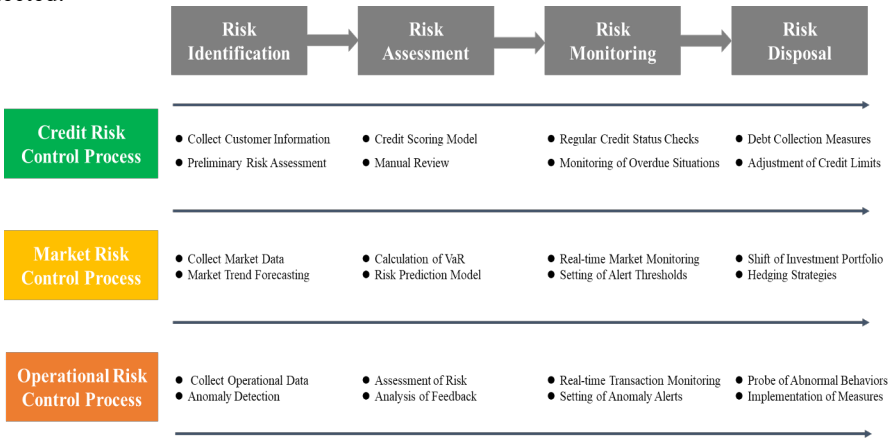 Risk Identification
Risk Assessment
Risk Monitoring
Risk Disposal
Credit Risk
Control Process
● Collect Customer Information
● Preliminary Risk Assessment
● Credit Scoring Model
● Manual Review
● Regular Credit Status Checks
● Monitoring of Overdue Situations
● Debt Collection Measures
● Adjustment of Credit Limits
Market Risk
Control Process
● Collect Market Data
● Market Trend Forecasting
● Calculation of VaR
● Risk Prediction Model
● Real-time Market Monitoring
● Setting of Alert Thresholds
● Shift of Investment Portfolio
● Hedging Strategies
Operational Risk
Control Process
● Collect Operational Data
● Anomaly Detection
● Assessment of Risk
● Analysis of Feedback
● Real-time Transaction Monitoring
● Setting of Anomaly Alerts
● Probe of Abnormal Behaviors
● Implementation of Measures